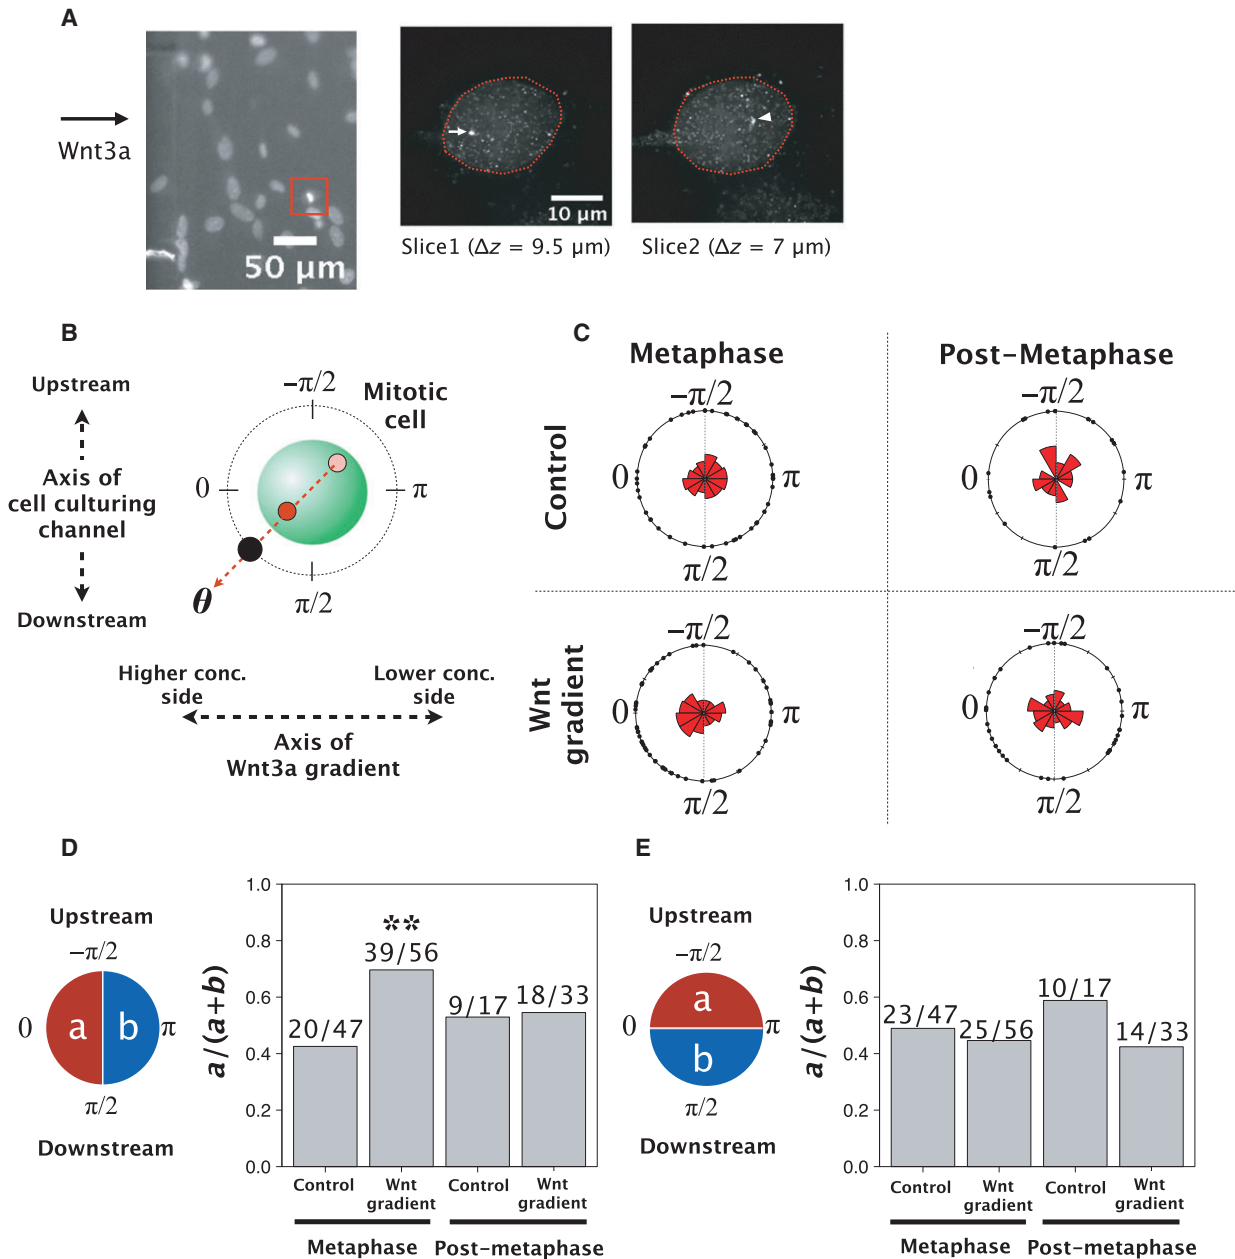 A
Wnt3a
50 μm
10 μm
Slice1 (Δz = 9.5 μm)
Slice2 (Δz = 7 μm)
B
Upstream
Axis of
cell culturing
channel
Downstream
−π/2
Mitotic
cell
0
π
π/2
θ
Higher conc.
side
Lower conc.
side
Axis of
Wnt3a gradient
C
Metaphase
Post-Metaphase
Control
−π/2
0
π
π/2
−π/2
0
π
π/2
Wnt
gradient
−π/2
0
π
π/2
−π/2
0
π
π/2
D
Upstream
−π/2
0
a
b
π
π/2
Downstream
a/(a+b)
1.0
0.8
0.6
0.4
0.2
0.0
20/47
**
39/56
9/17
18/33
Control
Wnt
gradient
Control
Wnt
gradient
Metaphase
Post-metaphase
E
Upstream
−π/2
0
a
b
π
π/2
Downstream
a/(a+b)
1.0
0.8
0.6
0.4
0.2
0.0
23/47
25/56
10/17
14/33
Control
Wnt
gradient
Control
Wnt
gradient
Metaphase
Post-metaphase